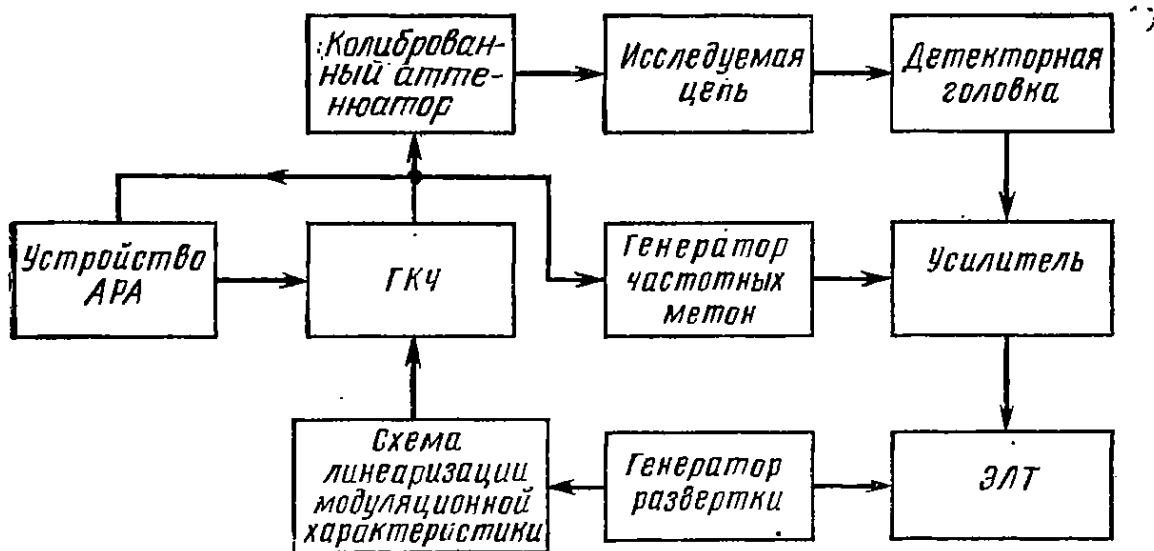 Калиброван-
ный атте-
нюатор
Исследуемая
цепь
Детекторная
головка
Устройство
АРА
ГКЧ
Генератор
частотных
меток
Усилитель
Схема
линеаризации
модуляционной
характеристики
Генератор
развертки
ЭЛТ